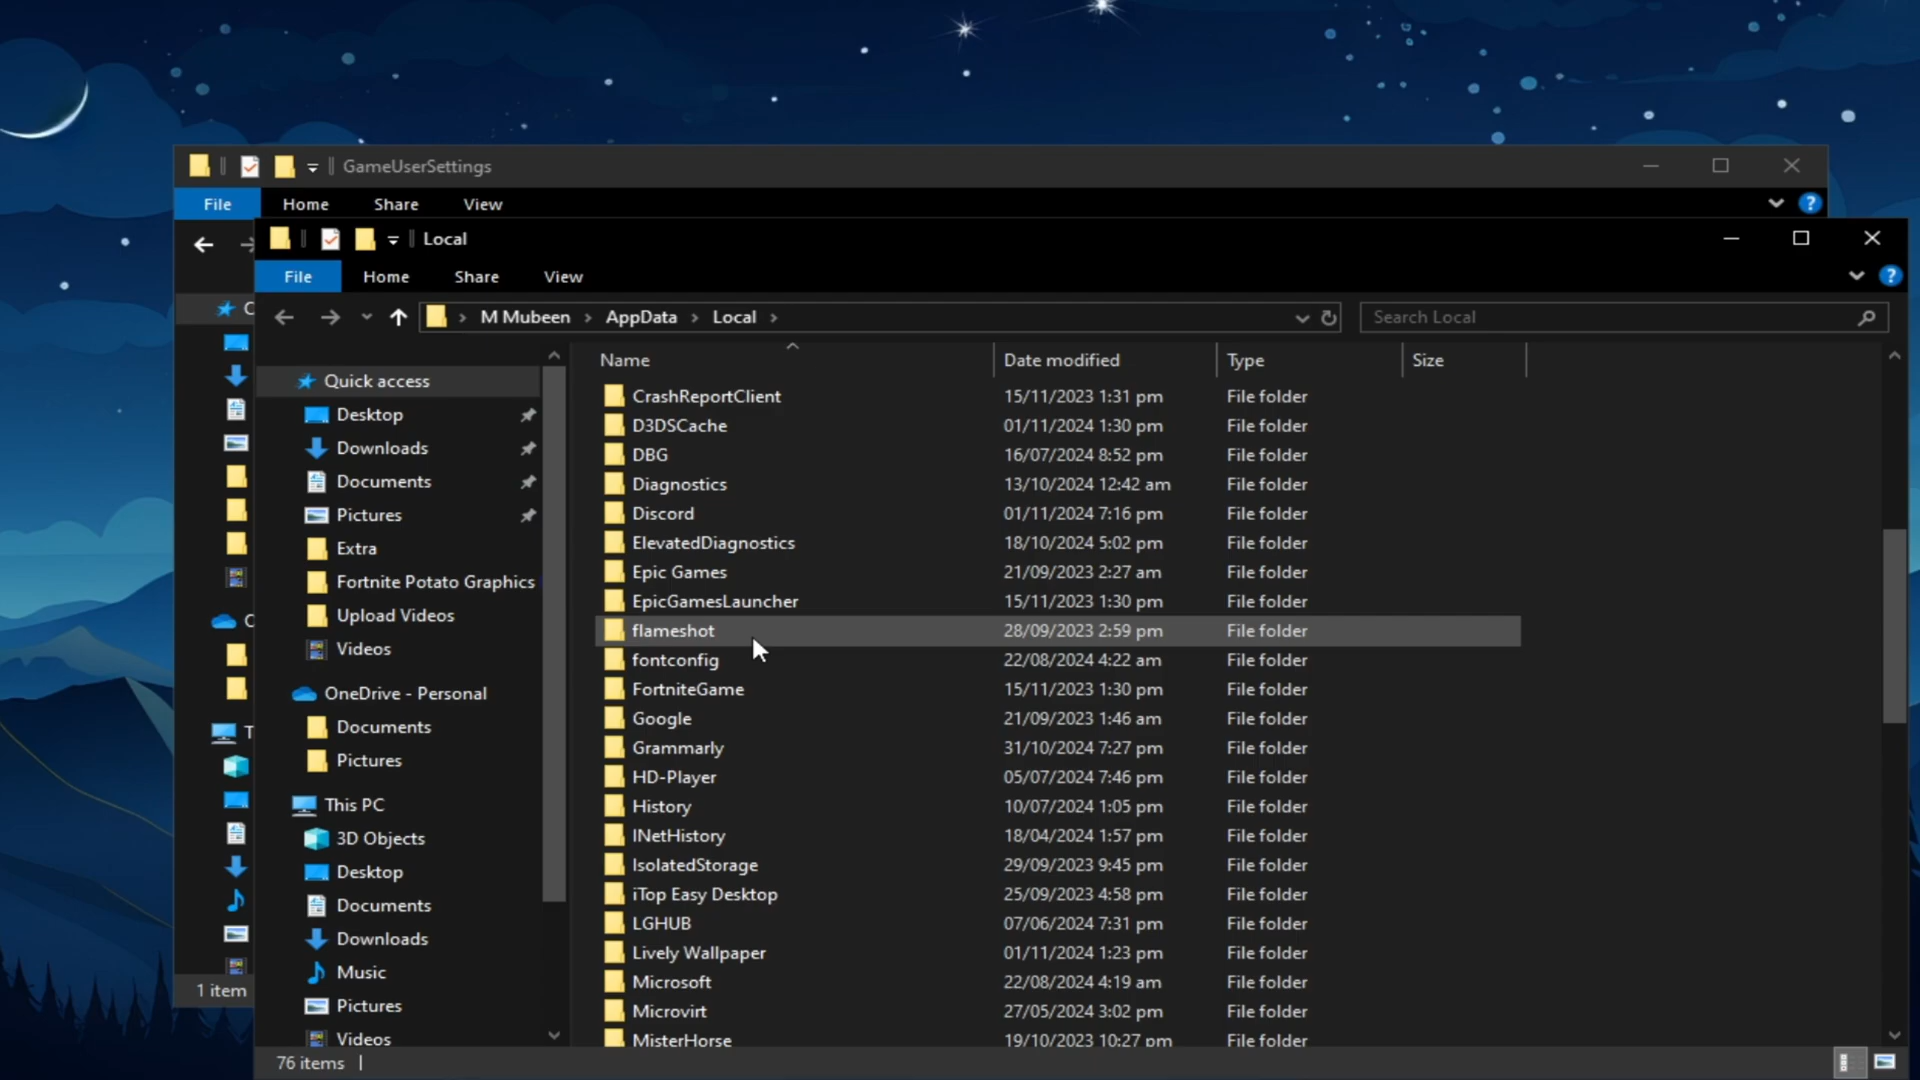 GameUserSettings
File Home Share View
Local
File Home Share View
M Mubeen > AppData > Local >
Search Local
Name Date modified Type Size
Quick access
Desktop
Downloads
Documents
Pictures
Extra
Fortnite Potato Graphics
Upload Videos
Videos
OneDrive - Personal
Documents
Pictures
This PC
3D Objects
Desktop
Documents
Downloads
Music
Pictures
Videos
CrashReportClient 15/11/2023 1:31 pm File folder
D3DSCache 01/11/2024 1:30 pm File folder
DBG 16/07/2024 8:52 pm File folder
Diagnostics 13/10/2024 12:42 am File folder
Discord 01/11/2024 7:16 pm File folder
ElevatedDiagnostics 18/10/2024 5:02 pm File folder
Epic Games 21/09/2023 2:27 am File folder
EpicGamesLauncher 15/11/2023 1:30 pm File folder
flameshot 28/09/2023 2:59 pm File folder
fontconfig 22/08/2024 4:22 am File folder
FortniteGame 15/11/2023 1:30 pm File folder
Google 21/09/2023 1:46 am File folder
Grammarly 31/10/2024 7:27 pm File folder
HD-Player 05/07/2024 7:46 pm File folder
History 10/07/2024 1:05 pm File folder
INetHistory 18/04/2024 1:57 pm File folder
IsolatedStorage 29/09/2023 9:45 pm File folder
iTop Easy Desktop 25/09/2023 4:58 pm File folder
LGHUB 07/06/2024 7:31 pm File folder
Lively Wallpaper 01/11/2024 1:23 pm File folder
Microsoft 22/08/2024 4:19 am File folder
Microvirt 27/05/2024 3:02 pm File folder
MisterHorse 19/10/2023 10:27 pm File folder
1 item
76 items